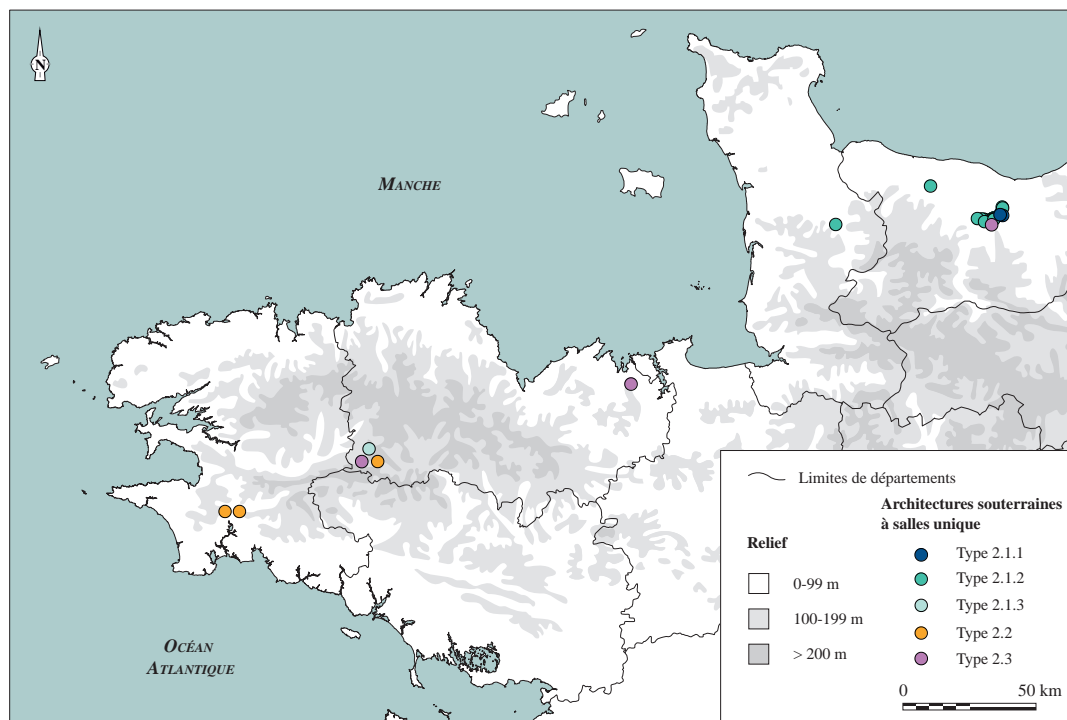 N
MANCHE
OCÉAN
ATLANTIQUE
Limites de départements
Relief
0-99 m
100-199 m
> 200 m
Architectures souterraines
à salles unique
Type 2.1.1
Type 2.1.2
Type 2.1.3
Type 2.2
Type 2.3
0 50 km